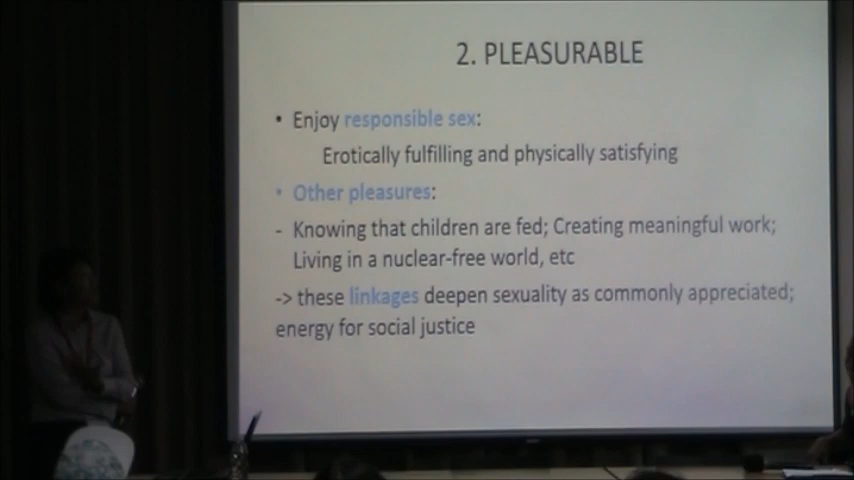 2. PLEASURABLE
• Enjoy responsible sex:
Erotically fulfilling and physically satisfying
• Other pleasures:
- Knowing that children are fed; Creating meaningful work;
Living in a nuclear-free world, etc
-> these linkages deepen sexuality as commonly appreciated;
energy for social justice